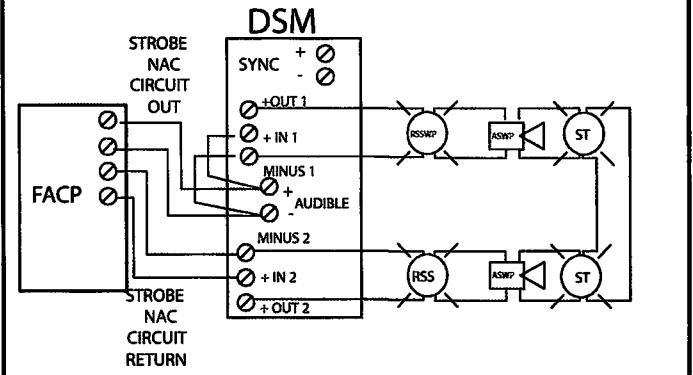 DSM
STROBE
NAC
CIRCUIT
OUT
SYNC +
-
+OUT 1
+ IN 1
MINUS 1
+
AUDIBLE
-
FACP
MINUS 2
+ IN 2
+ OUT 2
STROBE
NAC
CIRCUIT
RETURN
RSSWP
ASWP
ST
RSS
ASWP
ST